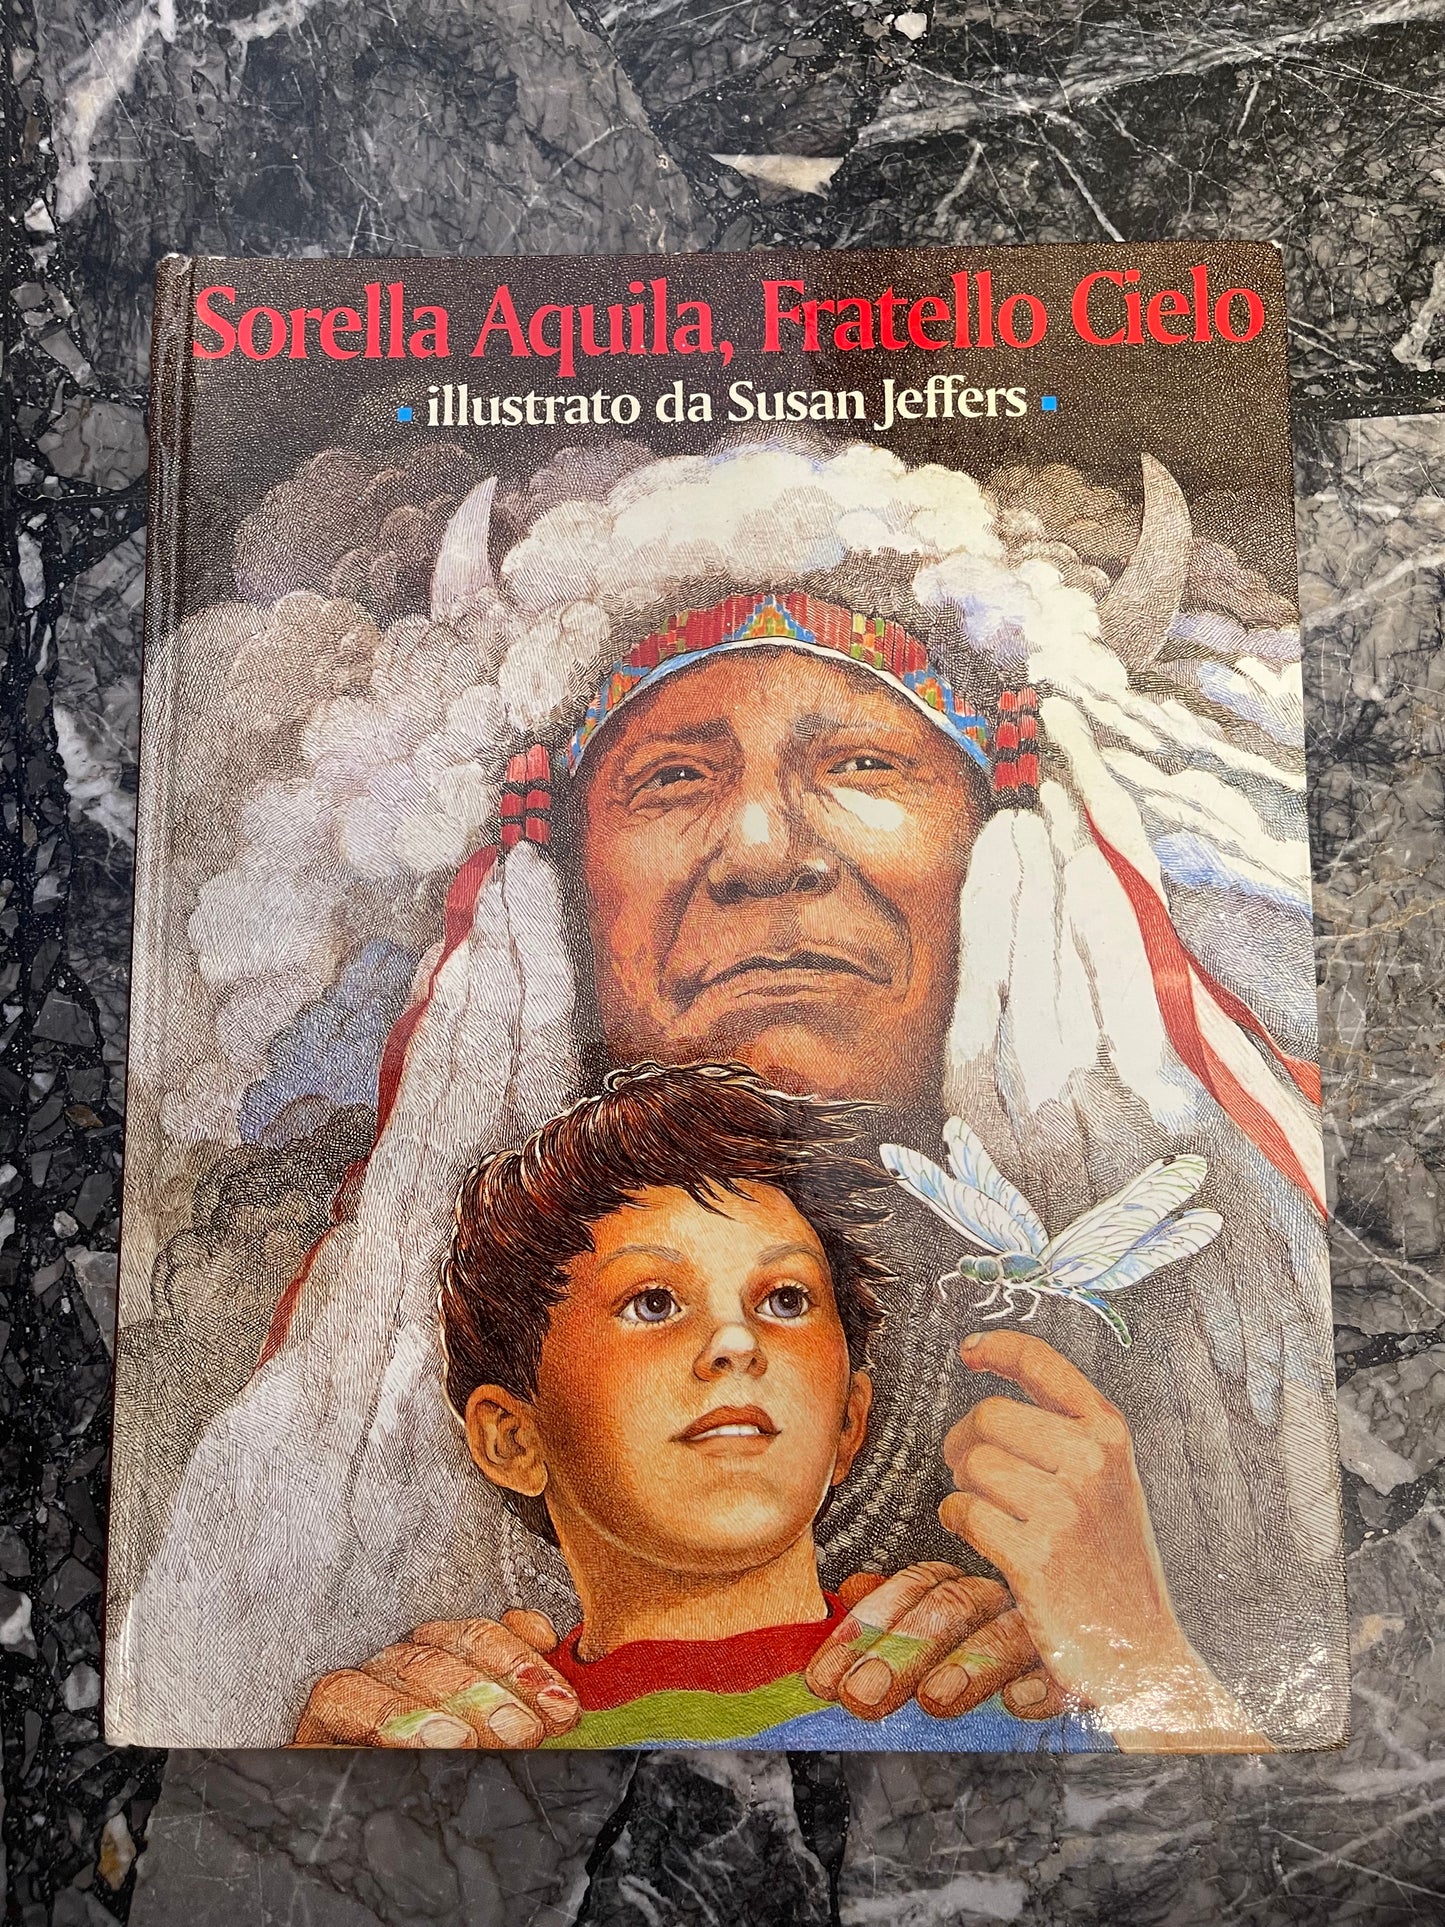 Sorella Aquila, Fratello Cielo
▪ illustrato da Susan Jeffers ▪